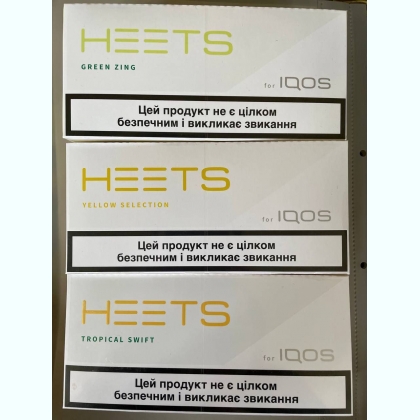 HEETS
GREEN ZING
for IQOS
Цей продукт не є цілком
безпечним і викликає звикання
HEETS
YELLOW SELECTION
for IQOS
Цей продукт не є цілком
безпечним і викликає звикання
HEETS
TROPICAL SWIFT
for IQOS
Цей продукт не є цілком
безпечним і викликає звикання